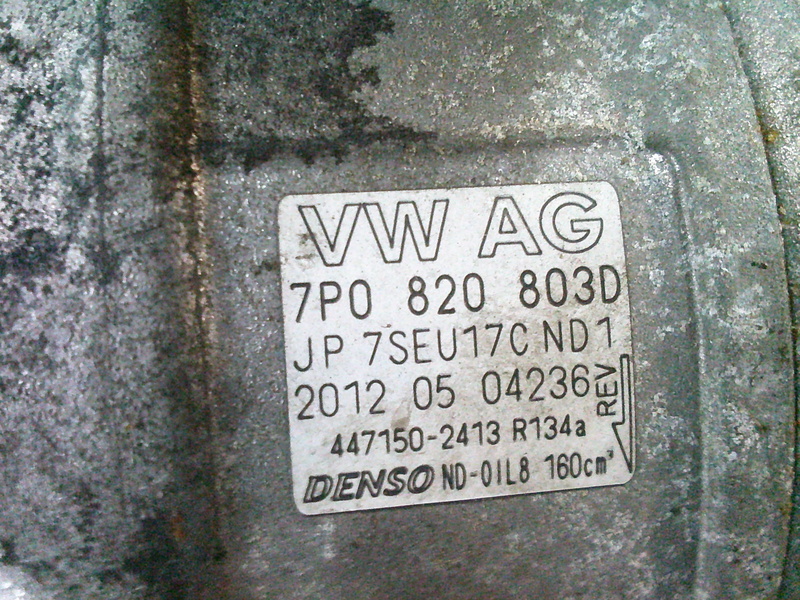 VW AG
7P0 820 803D
JP 7SEU17C ND1
2012 05 04236
REV
447150-2413 R134a
DENSO ND-OIL8 160cm³